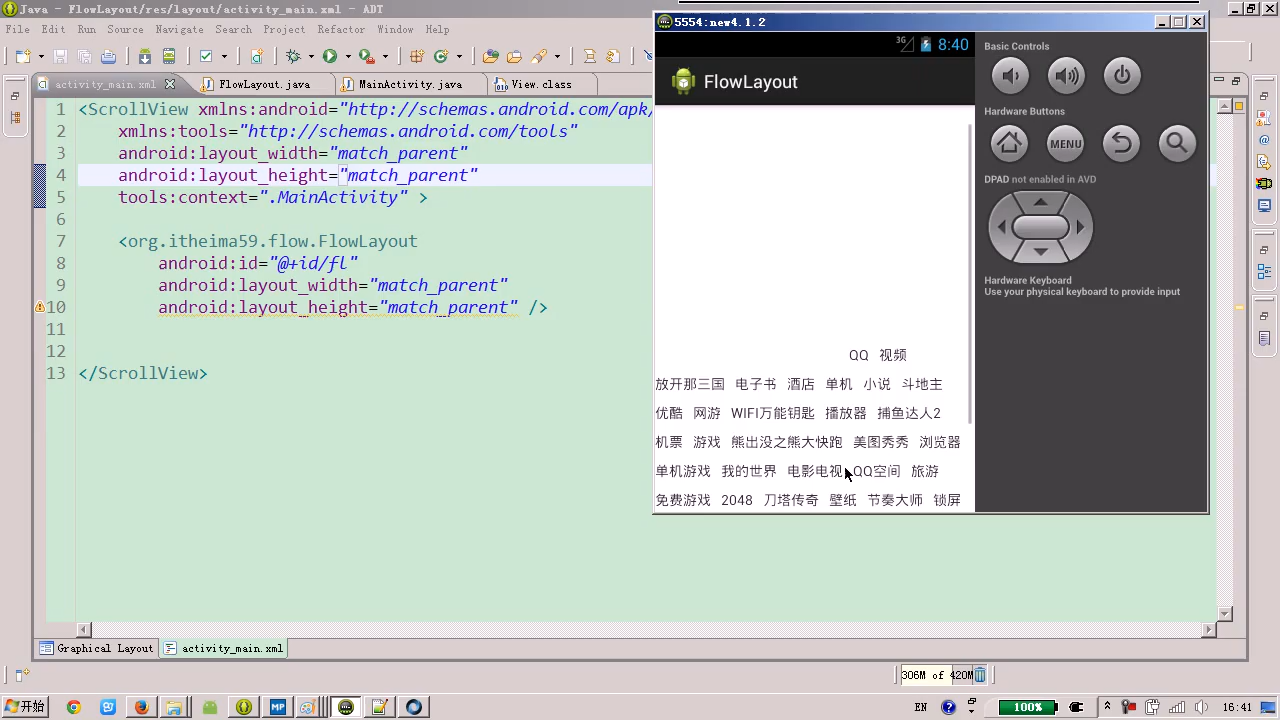 Java - FlowLayout/res/layout/activity_main.xml - ADT
File Edit Run Source Navigate Search Project Refactor Window Help
activity_main.xml
FlowLayout.java
MainActivity.java
View.class
1 <ScrollView xmlns:android="http://schemas.android.com/apk/
2 xmlns:tools="http://schemas.android.com/tools"
3 android:layout_width="match_parent"
4 android:layout_height="match_parent"
5 tools:context=".MainActivity" >
6
7 <org.itheima59.flow.FlowLayout
8 android:id="@+id/fl"
9 android:layout_width="match_parent"
10 android:layout_height="match_parent" />
11
12
13 </ScrollView>
5554:new4.1.2
3G 8:40
FlowLayout
QQ 视频
放开那三国 电子书 酒店 单机 小说 斗地主
优酷 网游 WIFI万能钥匙 播放器 捕鱼达人2
机票 游戏 熊出没之熊大快跑 美图秀秀 浏览器
单机游戏 我的世界 电影电视 QQ空间 旅游
免费游戏 2048 刀塔传奇 壁纸 节奏大师 锁屏
Basic Controls
Hardware Buttons
MENU
DPAD not enabled in AVD
Hardware Keyboard
Use your physical keyboard to provide input
Graphical Layout
activity_main.xml
306M of 420M
开始
MP
EN
100%
16:41